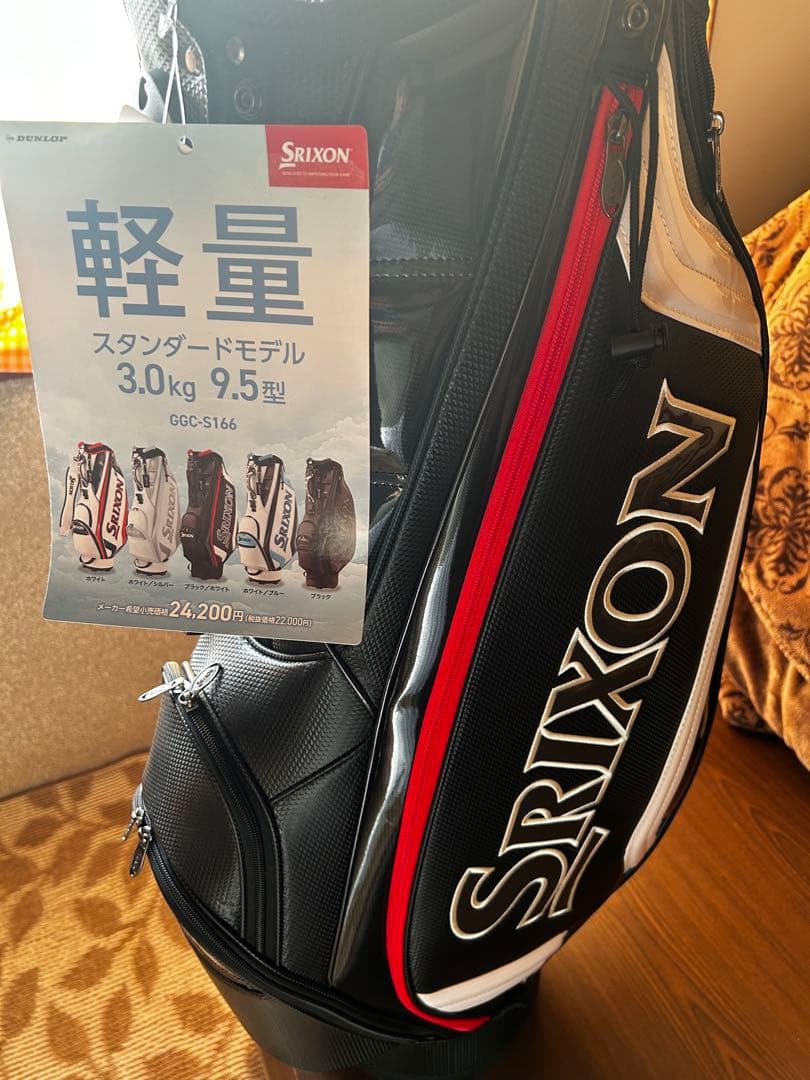 DUNLOP
SRIXON
軽量
スタンダードモデル
3.0kg 9.5型
GGC-S166
ホワイト
ホワイト/シルバー
ブラック/ホワイト
ホワイト/ブルー
ブラック
メーカー希望小売価格24,200円(税抜価格22,000円)
SRIXON